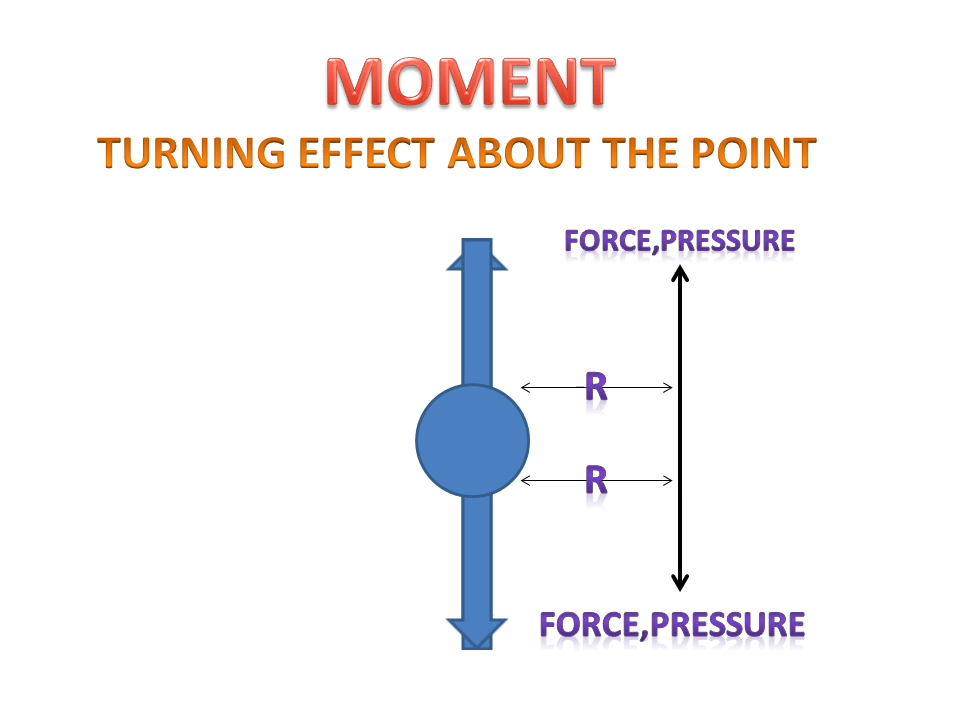 MOMENT
TURNING EFFECT ABOUT THE POINT
FORCE,PRESSURE
R
R
FORCE,PRESSURE